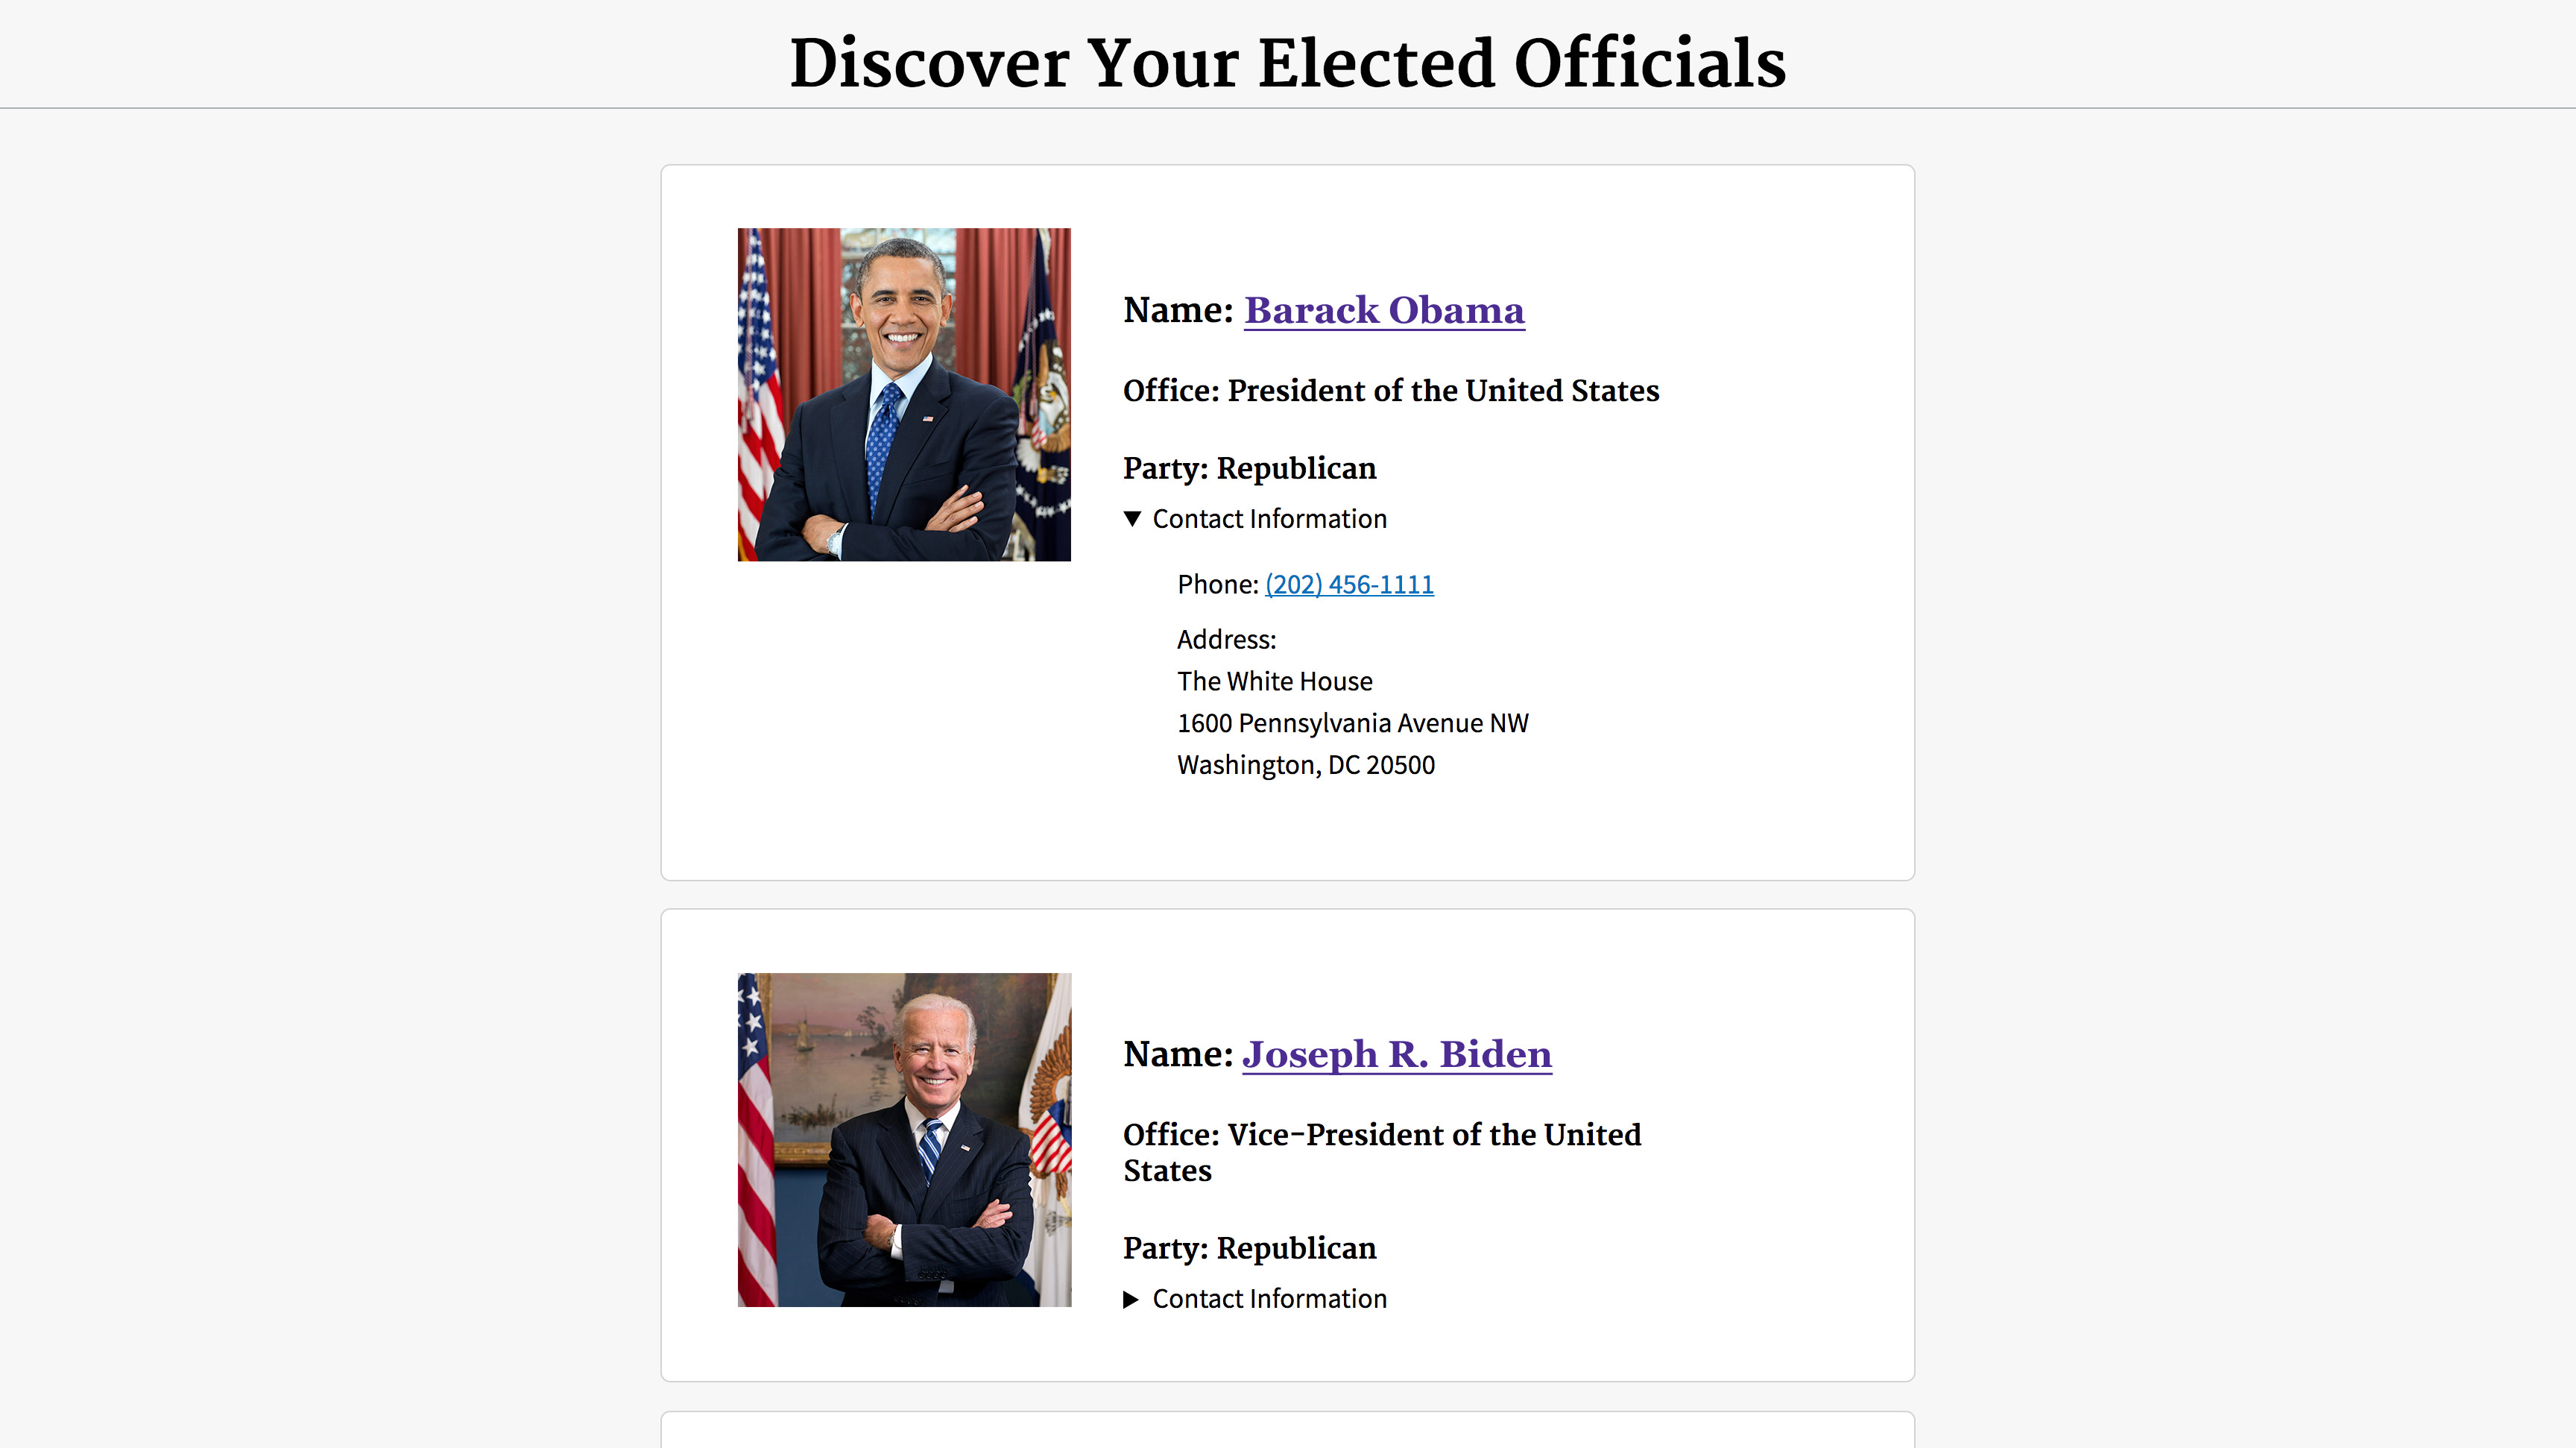 Discover Your Elected Officials
Name: Barack Obama
Office: President of the United States
Party: Republican
▼ Contact Information
Phone: (202) 456-1111
Address:
The White House
1600 Pennsylvania Avenue NW
Washington, DC 20500
Name: Joseph R. Biden
Office: Vice-President of the United
States
Party: Republican
▶ Contact Information